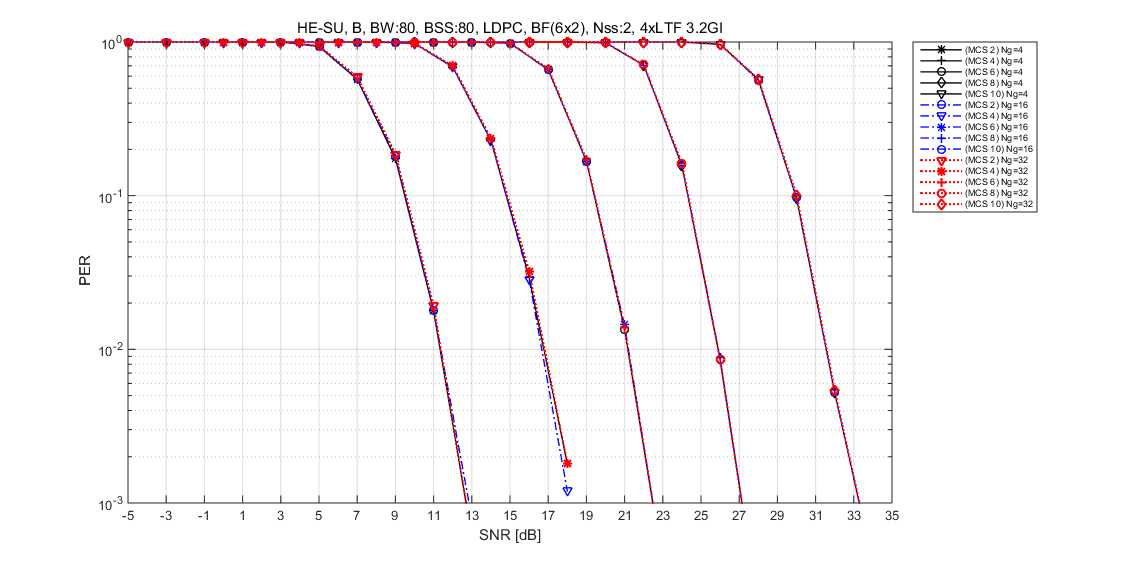 HE-SU, B, BW:80, BSS:80, LDPC, BF(6x2), Nss:2, 4xLTF 3.2GI
10^0
10^-1
10^-2
10^-3
PER
-5 -3 -1 1 3 5 7 9 11 13 15 17 19 21 23 25 27 29 31 33 35
SNR [dB]
(MCS 2) Ng=4
(MCS 4) Ng=4
(MCS 6) Ng=4
(MCS 8) Ng=4
(MCS 10) Ng=4
(MCS 2) Ng=16
(MCS 4) Ng=16
(MCS 6) Ng=16
(MCS 8) Ng=16
(MCS 10) Ng=16
(MCS 2) Ng=32
(MCS 4) Ng=32
(MCS 6) Ng=32
(MCS 8) Ng=32
(MCS 10) Ng=32